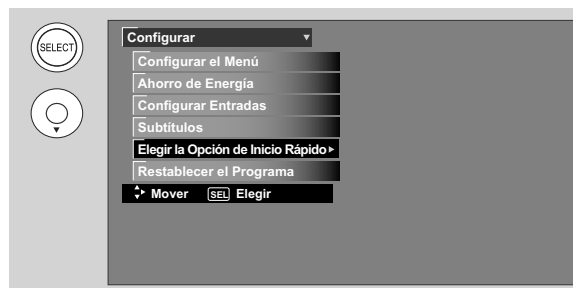 SELECT
Configurar
Configurar el Menú
Ahorro de Energía
Configurar Entradas
Subtítulos
Elegir la Opción de Inicio Rápido
Restablecer el Programa
Mover SEL Elegir